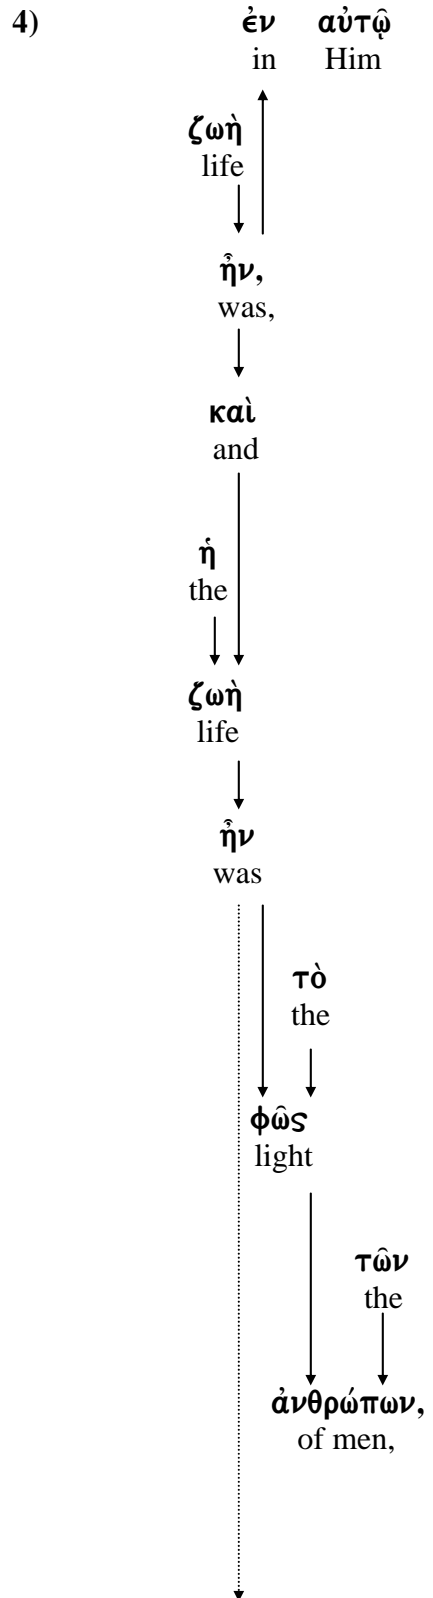 4) ἐν αὐτῷ
in Him
ζωὴ
life
ἦν,
was,
καὶ
and
ἡ
the
ζωὴ
life
ἦν
was
τὸ
the
φῶς
light
τῶν
the
ἀνθρώπων,
of men,